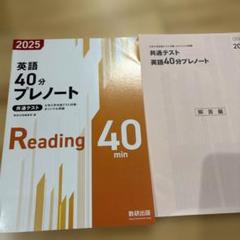 2025
英語
40分
プレノート
共通テスト
Reading
40
min
数研出版
共通テスト
英語40分プレノート
解答編